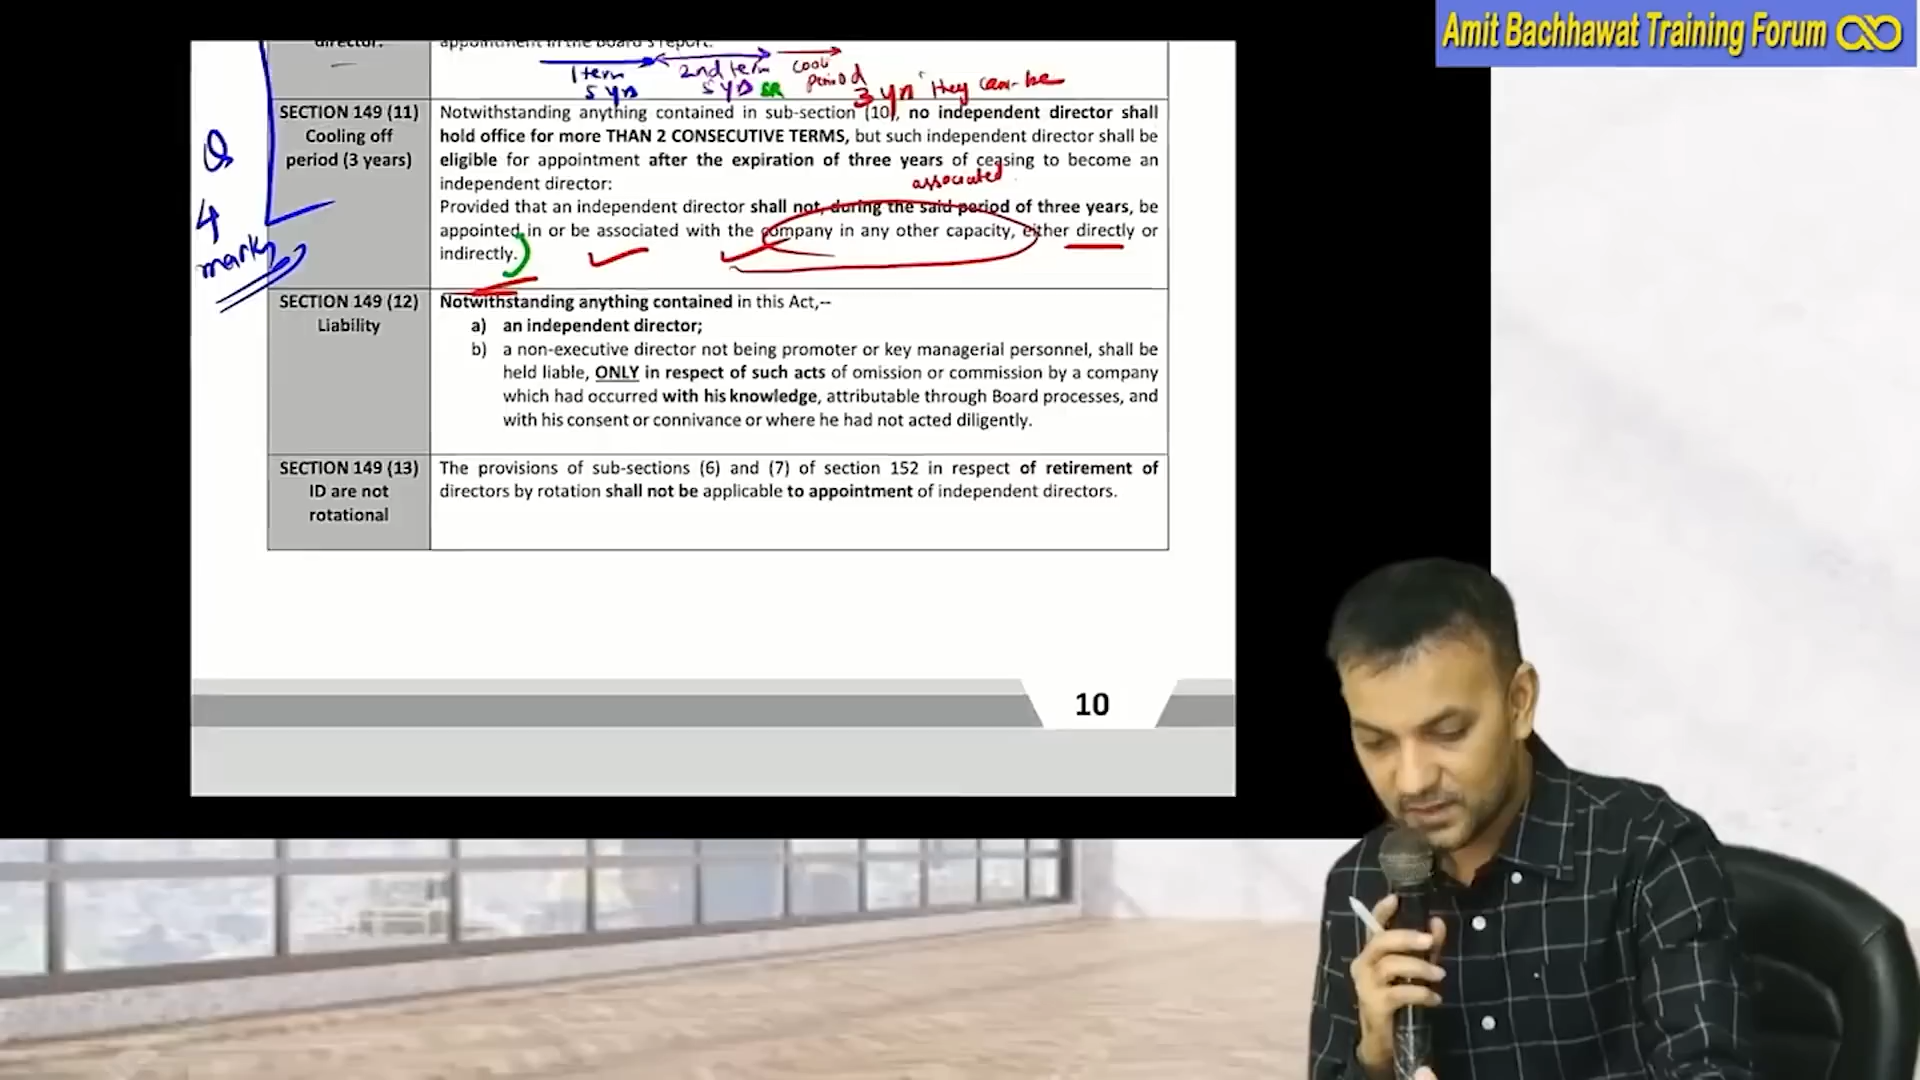 Amit Bachhawat Training Forum
director.
appointment in the Board's report.
1 term
5 yrs
2nd term
5 yrs SR
cooli
period
3 yrs they can be
SECTION 149 (11)
Cooling off
period (3 years)
Notwithstanding anything contained in sub-section (10), no independent director shall
hold office for more THAN 2 CONSECUTIVE TERMS, but such independent director shall be
eligible for appointment after the expiration of three years of ceasing to become an
independent director:
associated
Provided that an independent director shall not, during the said period of three years, be
appointed in or be associated with the company in any other capacity, either directly or
indirectly.
Q
4
marks
SECTION 149 (12)
Liability
Notwithstanding anything contained in this Act,--
a) an independent director;
b) a non-executive director not being promoter or key managerial personnel, shall be
held liable, ONLY in respect of such acts of omission or commission by a company
which had occurred with his knowledge, attributable through Board processes, and
with his consent or connivance or where he had not acted diligently.
SECTION 149 (13)
ID are not
rotational
The provisions of sub-sections (6) and (7) of section 152 in respect of retirement of
directors by rotation shall not be applicable to appointment of independent directors.
10